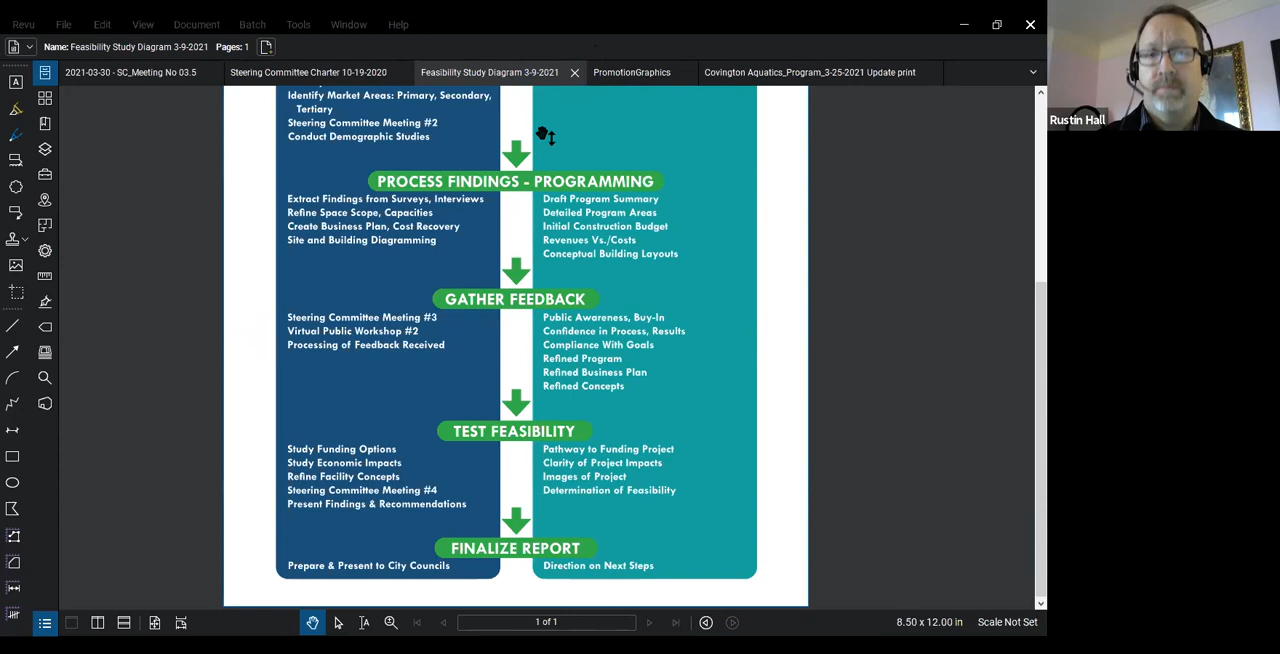 Revu File Edit View Document Batch Tools Window Help
Name: Feasibility Study Diagram 3-9-2021 Pages: 1
2021-03-30 - SC_Meeting No 03.5 Steering Committee Charter 10-19-2020 Feasibility Study Diagram 3-9-2021 PromotionGraphics Covington Aquatics_Program_3-25-2021 Update print
Rustin Hall
Identify Market Areas: Primary, Secondary,
Tertiary
Steering Committee Meeting #2
Conduct Demographic Studies
PROCESS FINDINGS - PROGRAMMING
Extract Findings from Surveys, Interviews
Refine Space Scope, Capacities
Create Business Plan, Cost Recovery
Site and Building Diagramming
Draft Program Summary
Detailed Program Areas
Initial Construction Budget
Revenues Vs./Costs
Conceptual Building Layouts
GATHER FEEDBACK
Steering Committee Meeting #3
Virtual Public Workshop #2
Processing of Feedback Received
Public Awareness, Buy-In
Confidence in Process, Results
Compliance With Goals
Refined Program
Refined Business Plan
Refined Concepts
TEST FEASIBILITY
Study Funding Options
Study Economic Impacts
Refine Facility Concepts
Steering Committee Meeting #4
Present Findings & Recommendations
Pathway to Funding Project
Clarity of Project Impacts
Images of Project
Determination of Feasibility
FINALIZE REPORT
Prepare & Present to City Councils
Direction on Next Steps
1 of 1
8.50 x 12.00 in Scale Not Set